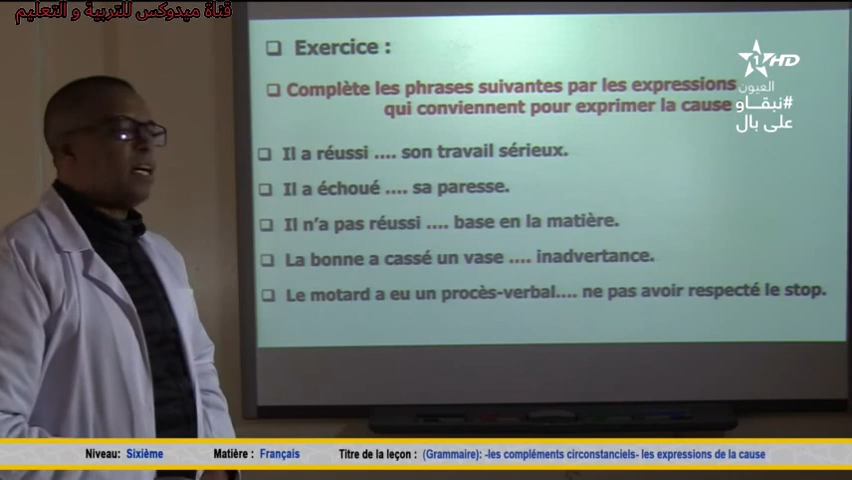 قناة ميدوكس للتربية و التعليم
1HD
العيون
#نبقاو
على بال
Exercice :
Complète les phrases suivantes par les expressions
qui conviennent pour exprimer la cause
Il a réussi .... son travail sérieux.
Il a échoué .... sa paresse.
Il n'a pas réussi .... base en la matière.
La bonne a cassé un vase .... inadvertance.
Le motard a eu un procès-verbal.... ne pas avoir respecté le stop.
Niveau: Sixième Matière : Français Titre de la leçon : (Grammaire): -les compléments circonstanciels- les expressions de la cause